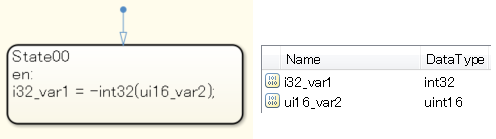 State00
en:
i32_var1 = -int32(ui16_var2);
Name DataType
i32_var1 int32
ui16_var2 uint16